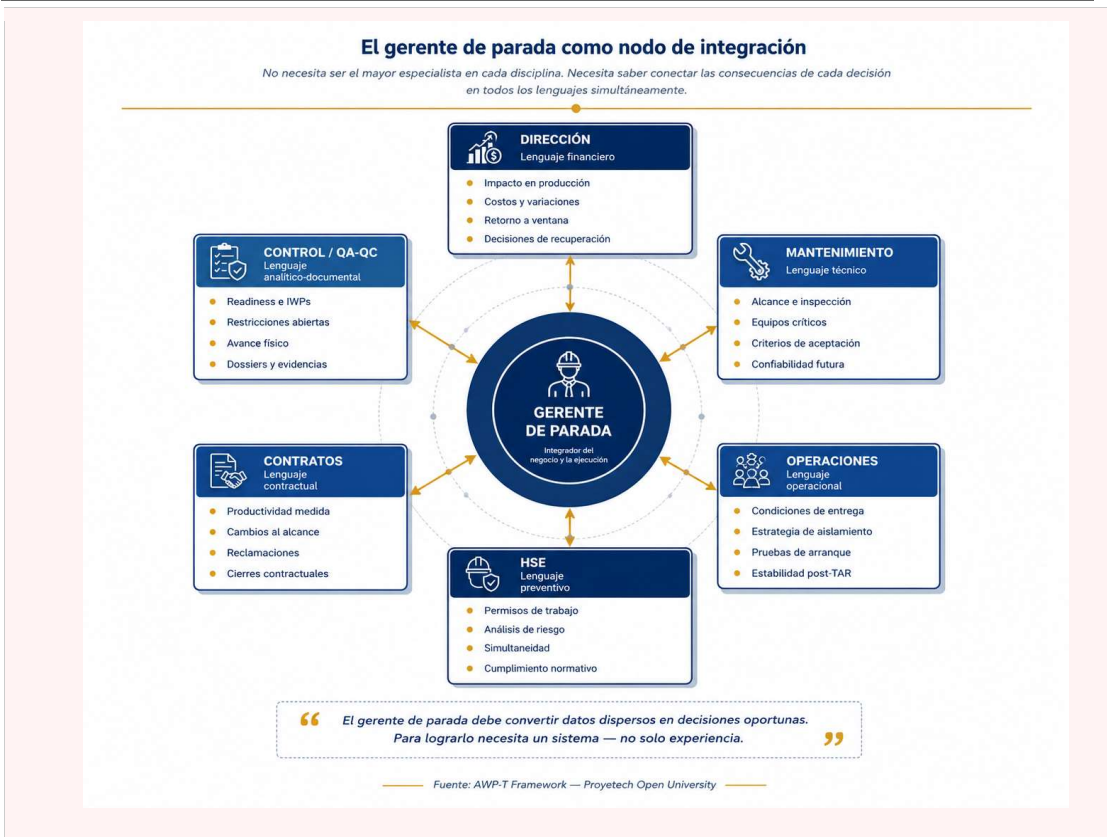 El gerente de parada como nodo de integración
No necesita ser el mayor especialista en cada disciplina. Necesita saber conectar las consecuencias de cada decisión
en todos los lenguajes simultáneamente.
DIRECCIÓN
Lenguaje financiero
Impacto en producción
Costos y variaciones
Retorno a ventana
Decisiones de recuperación
CONTROL / QA-QC
Lenguaje
analítico-documental
Readiness e IWPs
Restricciones abiertas
Avance físico
Dossiers y evidencias
MANTENIMIENTO
Lenguaje técnico
Alcance e inspección
Equipos críticos
Criterios de aceptación
Confiabilidad futura
GERENTE
DE PARADA
Integrador del
negocio y la ejecución
CONTRATOS
Lenguaje
contractual
Productividad medida
Cambios al alcance
Reclamaciones
Cierres contractuales
OPERACIONES
Lenguaje
operacional
Condiciones de entrega
Estrategia de aislamiento
Pruebas de arranque
Estabilidad post-TAR
HSE
Lenguaje
preventivo
Permisos de trabajo
Análisis de riesgo
Simultaneidad
Cumplimiento normativo
“ El gerente de parada debe convertir datos dispersos en decisiones oportunas.
Para lograrlo necesita un sistema — no solo experiencia. ”
Fuente: AWP-T Framework — Proyetech Open University